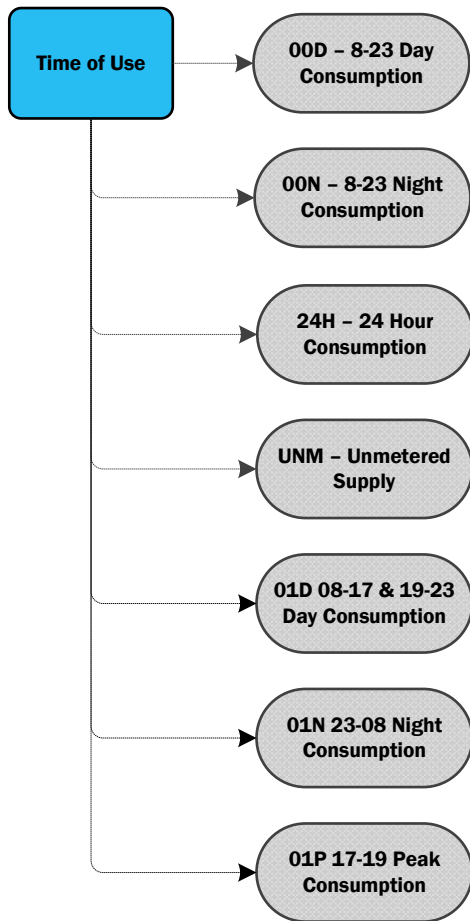 Time of Use
00D – 8-23 Day
Consumption
00N – 8-23 Night
Consumption
24H – 24 Hour
Consumption
UNM – Unmetered
Supply
01D 08-17 & 19-23
Day Consumption
01N 23-08 Night
Consumption
01P 17-19 Peak
Consumption